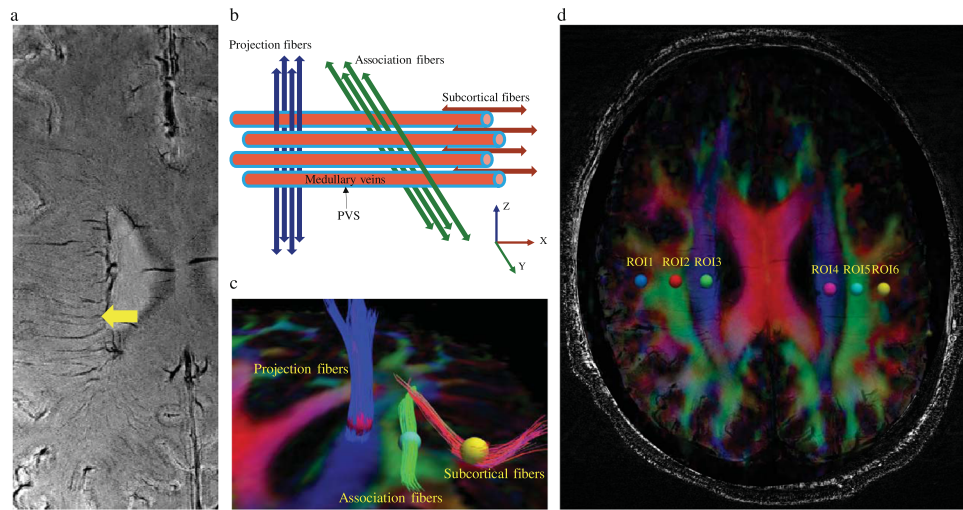 a
b
Projection fibers
Association fibers
Subcortical fibers
Medullary veins
PVS
Z
X
Y
c
Projection fibers
Association fibers
Subcortical fibers
d
ROI1
ROI2
ROI3
ROI4
ROI5
ROI6